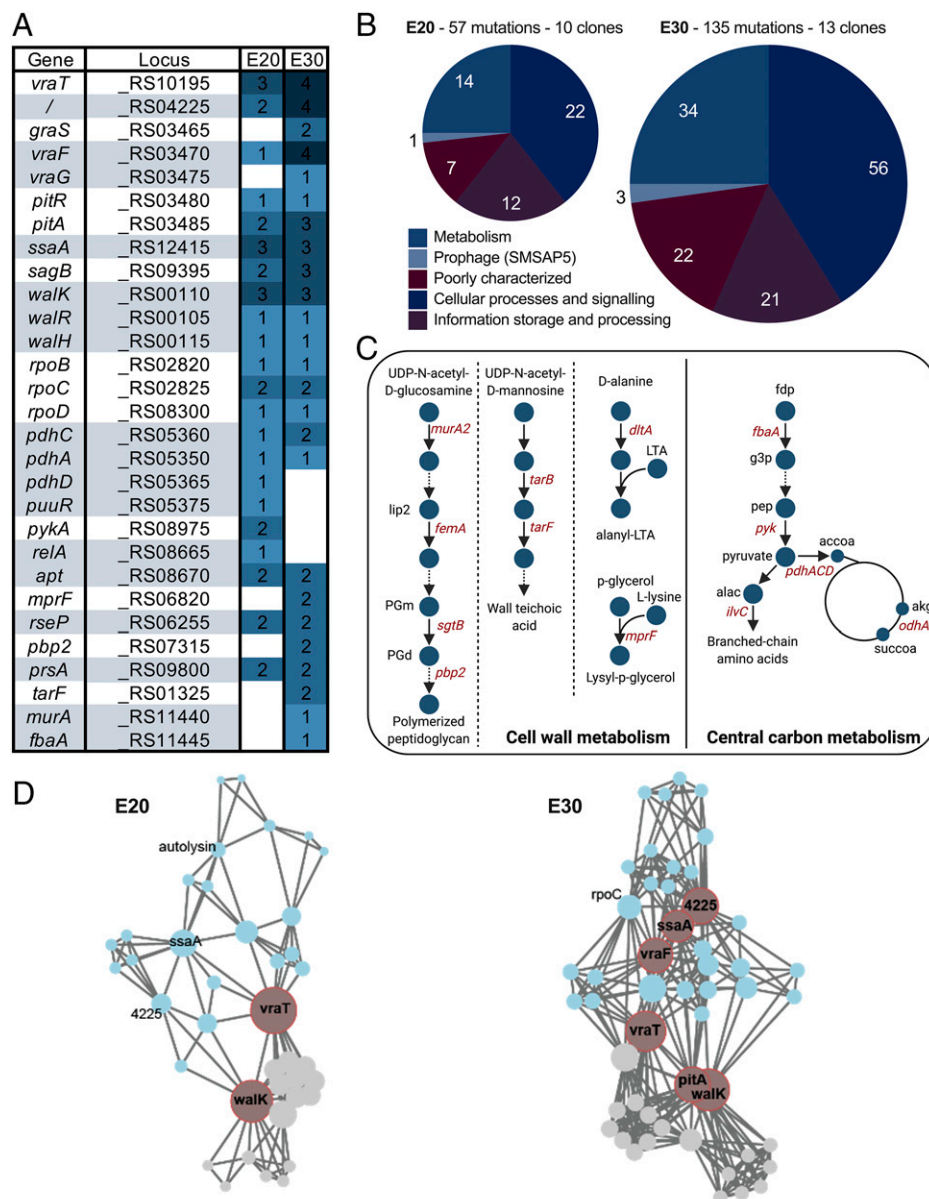 A
Gene Locus E20 E30
vraT _RS10195 3 4
/ _RS04225 2 4
graS _RS03465 2
vraF _RS03470 1 4
vraG _RS03475 1
pitR _RS03480 1 1
pitA _RS03485 2 3
ssaA _RS12415 3 3
sagB _RS09395 2 3
walK _RS00110 3 3
walR _RS00105 1 1
walH _RS00115 1 1
rpoB _RS02820 1 1
rpoC _RS02825 2 2
rpoD _RS08300 1 1
pdhC _RS05360 1 2
pdhA _RS05350 1 1
pdhD _RS05365 1
puuR _RS05375 1
pykA _RS08975 2
relA _RS08665 1
apt _RS08670 2 2
mprF _RS06820 2
rseP _RS06255 2 2
pbp2 _RS07315 2
prsA _RS09800 2 2
tarF _RS01325 2
murA _RS11440 1
fbaA _RS11445 1
B
E20 - 57 mutations - 10 clones
14
22
1
7
12
E30 - 135 mutations - 13 clones
34
56
3
22
21
Metabolism
Prophage (SMSAP5)
Poorly characterized
Cellular processes and signalling
Information storage and processing
C
UDP-N-acetyl-
D-glucosamine
murA2
lip2
femA
PGm
sgtB
PGd
pbp2
Polymerized
peptidoglycan
UDP-N-acetyl-
D-mannosine
tarB
tarF
Wall teichoic
acid
D-alanine
dltA
LTA
alanyl-LTA
p-glycerol
L-lysine
mprF
Lysyl-p-glycerol
Cell wall metabolism
fdp
fbaA
g3p
pep
pyk
pyruvate
accoa
pdhACD
alac
ilvC
Branched-chain
amino acids
akg
odhA
succoa
Central carbon metabolism
D
E20
autolysin
ssaA
4225
vraT
walK
E30
rpoC
4225
ssaA
vraF
vraT
pitA
walK